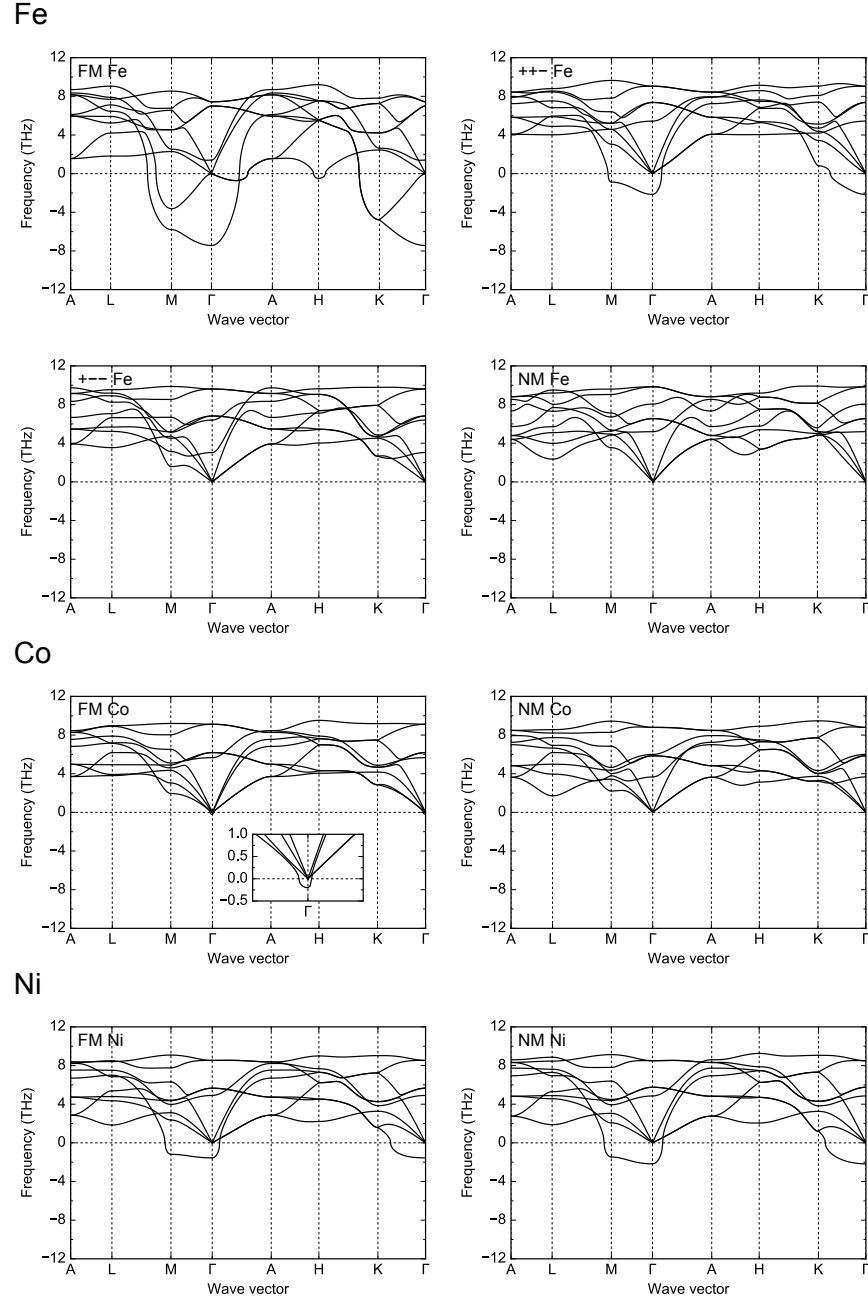 Fe
FM Fe
12
8
4
0
−4
−8
−12
Frequency (THz)
A L M Γ A H K Γ
Wave vector
++− Fe
12
8
4
0
−4
−8
−12
Frequency (THz)
A L M Γ A H K Γ
Wave vector
+−− Fe
12
8
4
0
−4
−8
−12
Frequency (THz)
A L M Γ A H K Γ
Wave vector
NM Fe
12
8
4
0
−4
−8
−12
Frequency (THz)
A L M Γ A H K Γ
Wave vector
Co
FM Co
12
8
4
0
−4
−8
−12
Frequency (THz)
1.0
0.5
0.0
−0.5
Γ
A L M Γ A H K Γ
Wave vector
NM Co
12
8
4
0
−4
−8
−12
Frequency (THz)
A L M Γ A H K Γ
Wave vector
Ni
FM Ni
12
8
4
0
−4
−8
−12
Frequency (THz)
A L M Γ A H K Γ
Wave vector
NM Ni
12
8
4
0
−4
−8
−12
Frequency (THz)
A L M Γ A H K Γ
Wave vector